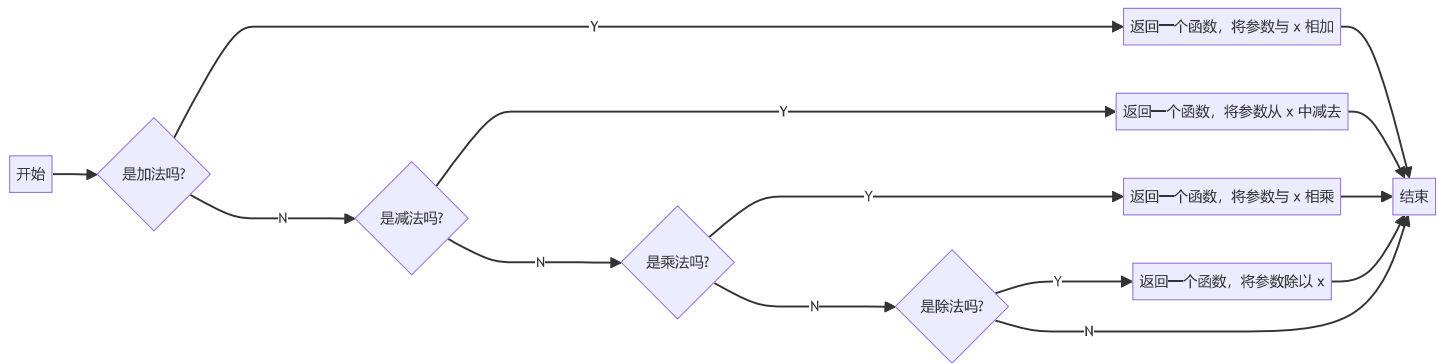 Y
返回一个函数，将参数与 x 相加
Y
返回一个函数，将参数从 x 中减去
开始
是加法吗?
N
是减法吗?
Y
返回一个函数，将参数与 x 相乘
结束
N
是乘法吗?
Y
返回一个函数，将参数除以 x
N
是除法吗?
N